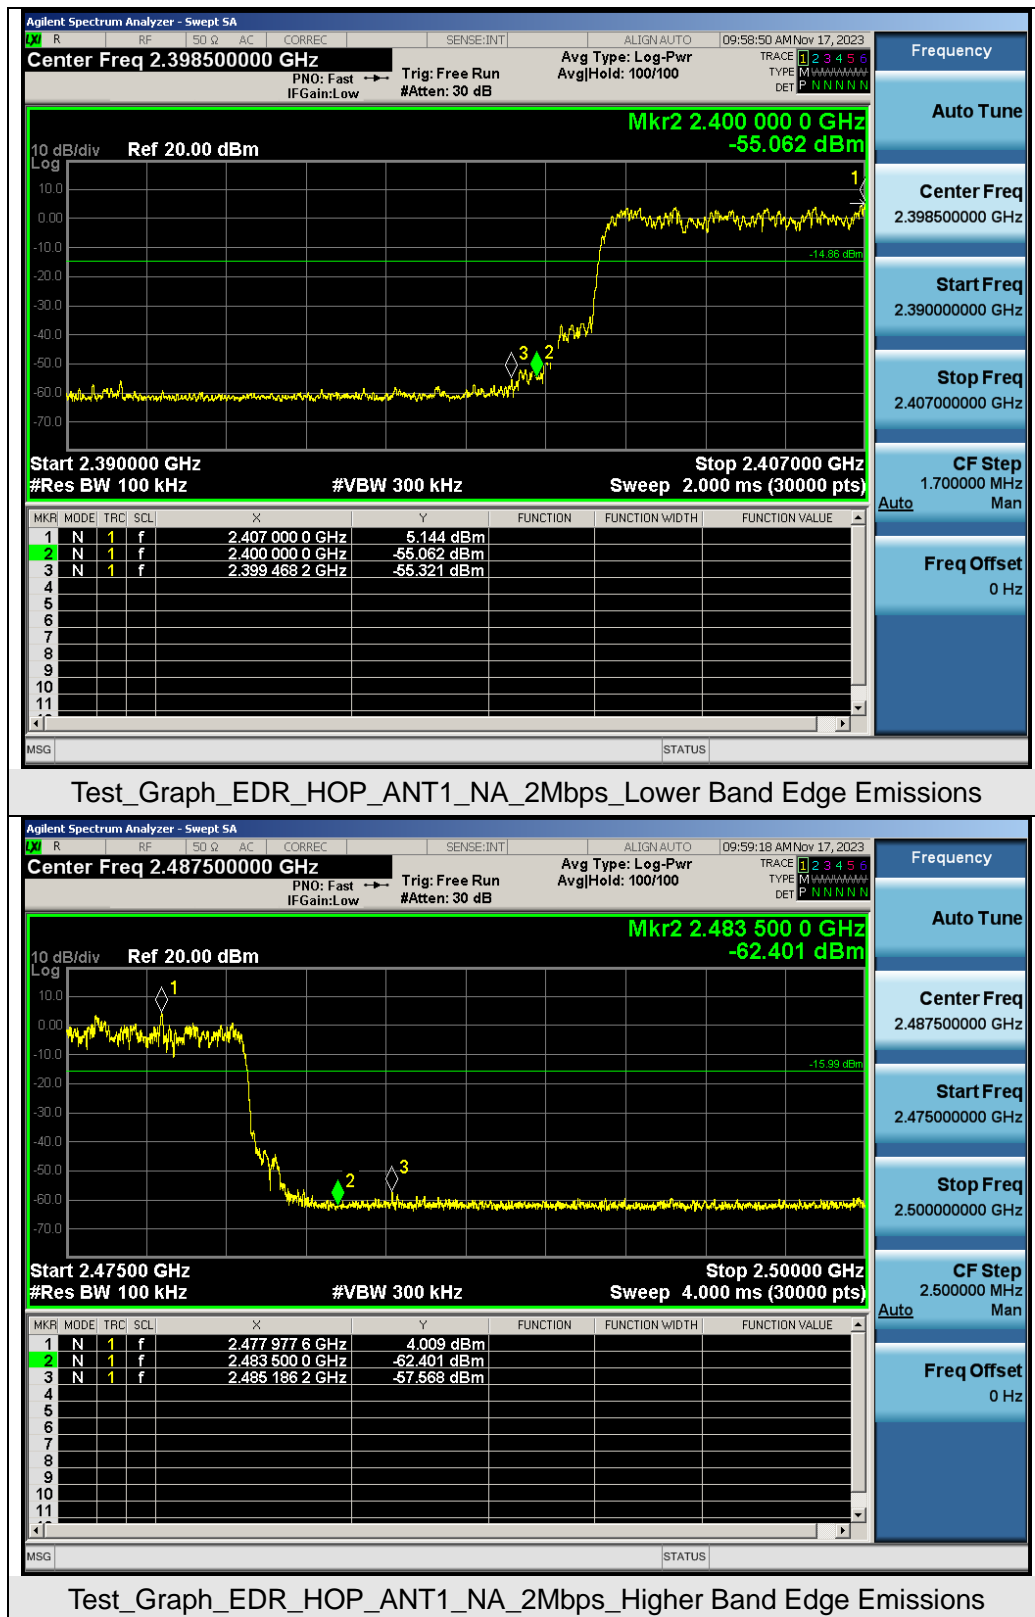 Agilent Spectrum Analyzer - Swept SA
LXI R RF 50 Ω AC CORREC SENSE:INT ALIGN AUTO 09:58:50 AM Nov 17, 2023
Center Freq 2.398500000 GHz
PNO: Fast
IFGain:Low
Trig: Free Run
#Atten: 30 dB
Avg Type: Log-Pwr
Avg|Hold: 100/100
TRACE 1 2 3 4 5 6
TYPE M WWWWW
DET P N N N N N
Frequency
Auto Tune
Center Freq
2.398500000 GHz
Start Freq
2.390000000 GHz
Stop Freq
2.407000000 GHz
CF Step
1.700000 MHz
Auto Man
Freq Offset
0 Hz
Mkr2 2.400 000 0 GHz
-55.062 dBm
10 dB/div Ref 20.00 dBm
Log
10.0
0.00
-10.0
-20.0
-30.0
-40.0
-50.0
-60.0
-70.0
1
-14.86 dBm
3 2
Start 2.390000 GHz Stop 2.407000 GHz
#Res BW 100 kHz #VBW 300 kHz Sweep 2.000 ms (30000 pts)
MKR MODE TRC SCL X Y FUNCTION FUNCTION WIDTH FUNCTION VALUE
1 N 1 f 2.407 000 0 GHz 5.144 dBm
2 N 1 f 2.400 000 0 GHz -55.062 dBm
3 N 1 f 2.399 468 2 GHz -55.321 dBm
4
5
6
7
8
9
10
11
MSG STATUS
Test_Graph_EDR_HOP_ANT1_NA_2Mbps_Lower Band Edge Emissions
Agilent Spectrum Analyzer - Swept SA
LXI R RF 50 Ω AC CORREC SENSE:INT ALIGN AUTO 09:59:18 AM Nov 17, 2023
Center Freq 2.487500000 GHz
PNO: Fast
IFGain:Low
Trig: Free Run
#Atten: 30 dB
Avg Type: Log-Pwr
Avg|Hold: 100/100
TRACE 1 2 3 4 5 6
TYPE M WWWWW
DET P N N N N N
Frequency
Auto Tune
Center Freq
2.487500000 GHz
Start Freq
2.475000000 GHz
Stop Freq
2.500000000 GHz
CF Step
2.500000 MHz
Auto Man
Freq Offset
0 Hz
Mkr2 2.483 500 0 GHz
-62.401 dBm
10 dB/div Ref 20.00 dBm
Log
10.0
0.00
-10.0
-20.0
-30.0
-40.0
-50.0
-60.0
-70.0
1
-15.99 dBm
2 3
Start 2.47500 GHz Stop 2.50000 GHz
#Res BW 100 kHz #VBW 300 kHz Sweep 4.000 ms (30000 pts)
MKR MODE TRC SCL X Y FUNCTION FUNCTION WIDTH FUNCTION VALUE
1 N 1 f 2.477 977 6 GHz 4.009 dBm
2 N 1 f 2.483 500 0 GHz -62.401 dBm
3 N 1 f 2.485 186 2 GHz -57.568 dBm
4
5
6
7
8
9
10
11
MSG STATUS
Test_Graph_EDR_HOP_ANT1_NA_2Mbps_Higher Band Edge Emissions